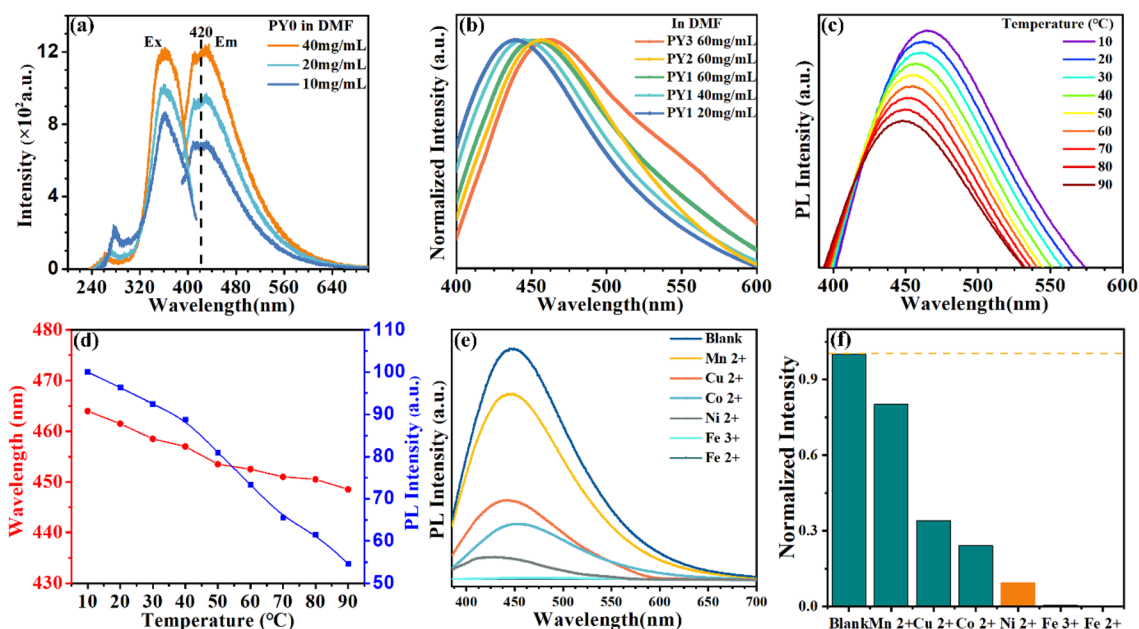 (a)
PY0 in DMF
Ex
420
Em
40mg/mL
20mg/mL
10mg/mL
Intensity (×10²a.u.)
12
8
4
0
240 320 400 480 560 640
Wavelength(nm)
(b)
In DMF
PY3 60mg/mL
PY2 60mg/mL
PY1 60mg/mL
PY1 40mg/mL
PY1 20mg/mL
Normalized Intensity (a.u.)
400 450 500 550 600
Wavelength(nm)
(c)
Temperature (℃)
10
20
30
40
50
60
70
80
90
PL Intensity (a.u.)
400 450 500 550 600
Wavelength(nm)
(d)
Wavelength (nm)
480
470
460
450
440
430
PL Intensity (a.u.)
110
100
90
80
70
60
50
10 20 30 40 50 60 70 80 90
Temperature (℃)
(e)
Blank
Mn 2+
Cu 2+
Co 2+
Ni 2+
Fe 3+
Fe 2+
PL Intensity (a.u.)
400 450 500 550 600 650 700
Wavelength(nm)
(f)
Normalized Intensity
0.9
0.6
0.3
0.0
Blank Mn 2+ Cu 2+ Co 2+ Ni 2+ Fe 3+ Fe 2+